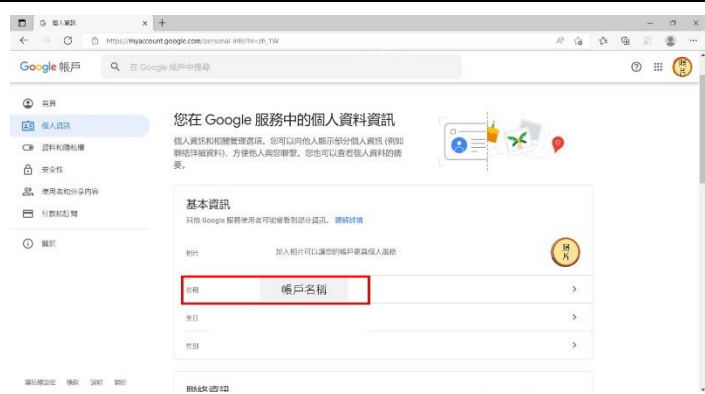 G 個人資訊
https://myaccount.google.com/personal-info?hl=zh_TW
Google 帳戶
在 Google 帳戶中搜尋
首頁
個人資訊
資料和隱私權
安全性
使用者和分享內容
付款和訂閱
關於
您在 Google 服務中的個人資料資訊
個人資訊和相關管理選項。您可以向他人顯示部分個人資訊 (例如
聯絡詳細資料)，方便他人與您聯繫。您也可以查看個人資料的摘
要。
基本資訊
其他 Google 服務使用者可能會看到部分資訊。 瞭解詳情
相片
加入相片可以讓您的帳戶更具個人風格
照片
名稱
帳戶名稱
生日
性別
隱私權設定 條款 說明 關於
聯絡資訊